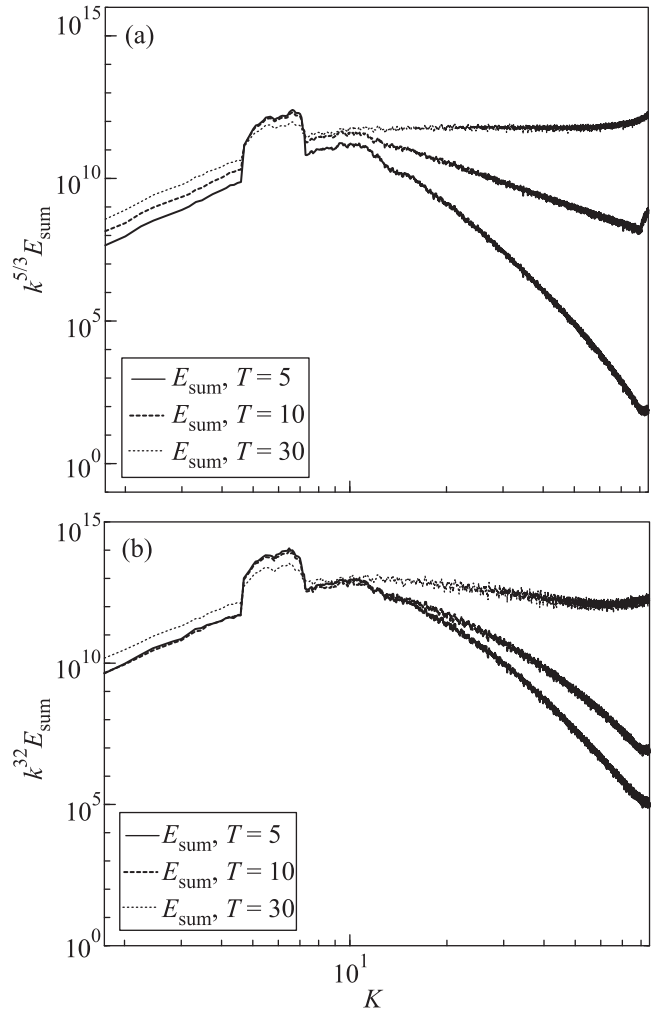 10^15
(a)
10^10
k^{5/3}E_sum
10^5
E_sum, T = 5
E_sum, T = 10
E_sum, T = 30
10^0
10^15
(b)
10^10
k^{32}E_sum
10^5
E_sum, T = 5
E_sum, T = 10
E_sum, T = 30
10^0
10^1
K